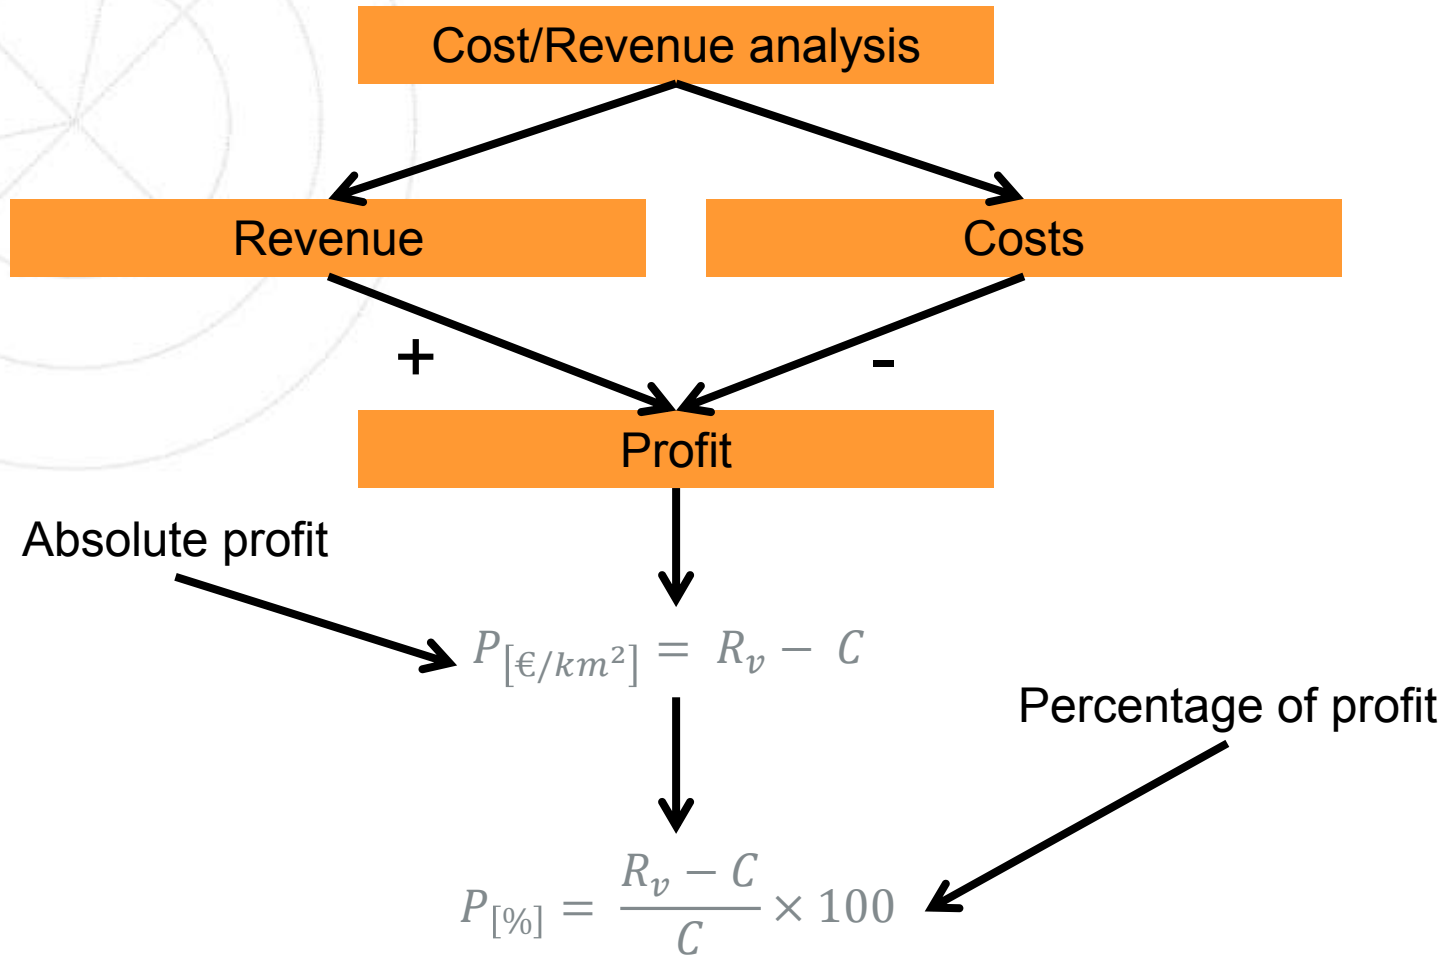 Cost/Revenue analysis
Revenue
Costs
+
-
Profit
Absolute profit
P[€/km²] = Rᵥ − C
Percentage of profit
P[%] = (Rᵥ − C)/C × 100